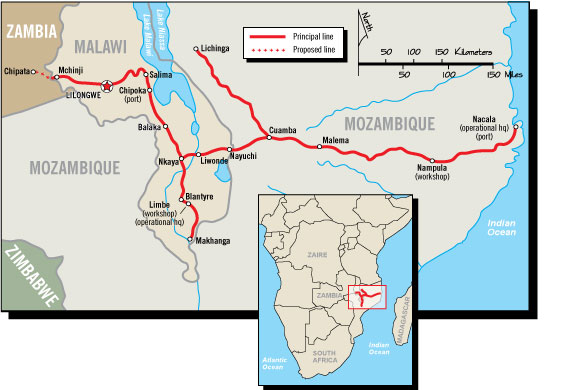 ZAMBIA
MALAWI
Lake Malawi
Lake Nyassa
Lichinga
Principal line
Proposed line
North
50 100 150 Kilometers
50 100 150 Miles
Chipata
Mchinji
LILONGWE
Salima
Chipoka
(port)
Balaka
Cuamba
Malema
MOZAMBIQUE
Nacala
(operational hq)
(port)
MOZAMBIQUE
Nkaya
Liwonde
Nayuchi
Nampula
(workshop)
Limbe
(workshop)
(operational hq)
Blantyre
Makhanga
Indian
Ocean
ZIMBABWE
ZAIRE
ZAMBIA
MADAGASCAR
SOUTH
AFRICA
Atlantic
Ocean
Indian
Ocean